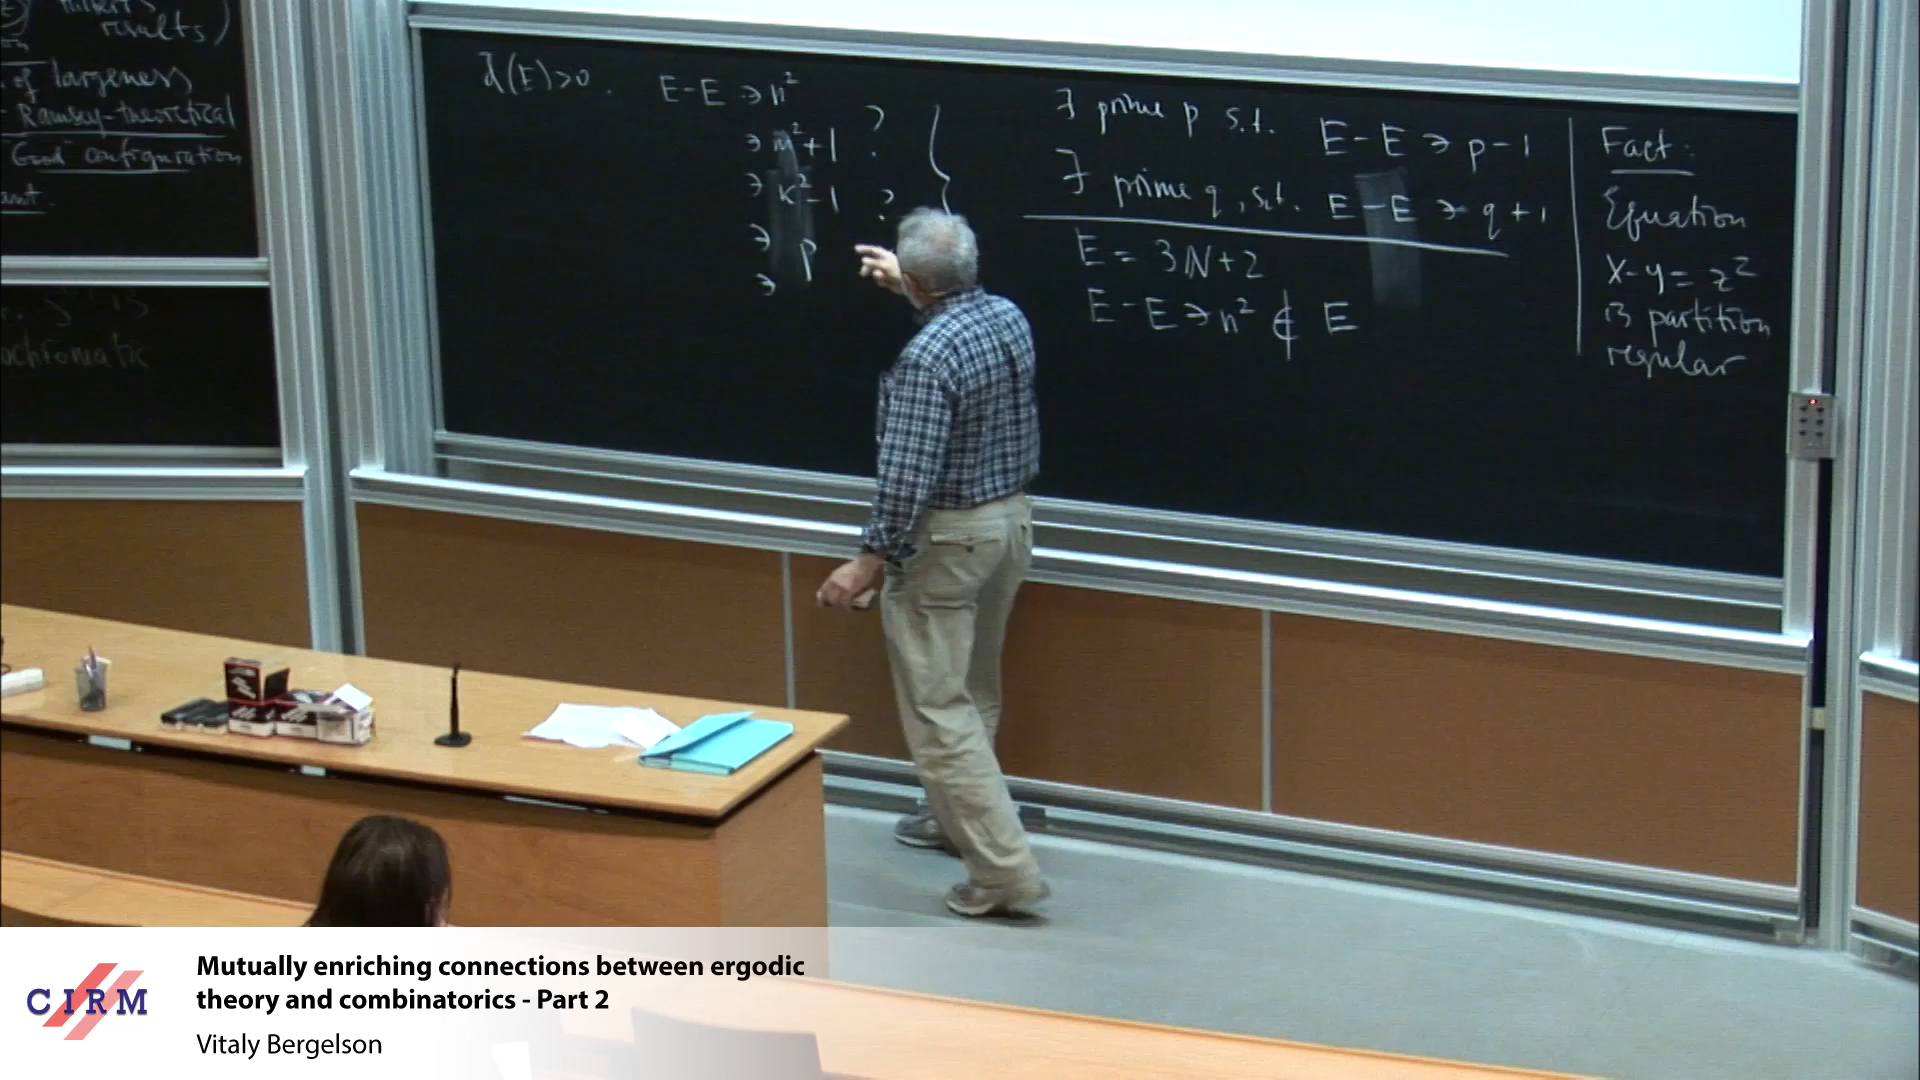 results)
of largeness
Ramsey-theoretical
"Good" configuration
ochromatic
d̄(E)>0.
E-E ∋ n²
∋ m²+1 ?
∋ k²-1 ?
∋ p
∋
∃ prime p s.t. E-E ∋ p-1
∃ prime q, s.t. E-E ∋ q+1
E = 3ℕ+2
E-E ∋ n² ∉ E
Fact:
Equation
x-y = z²
is partition
regular
CIRM
Mutually enriching connections between ergodic
theory and combinatorics - Part 2
Vitaly Bergelson